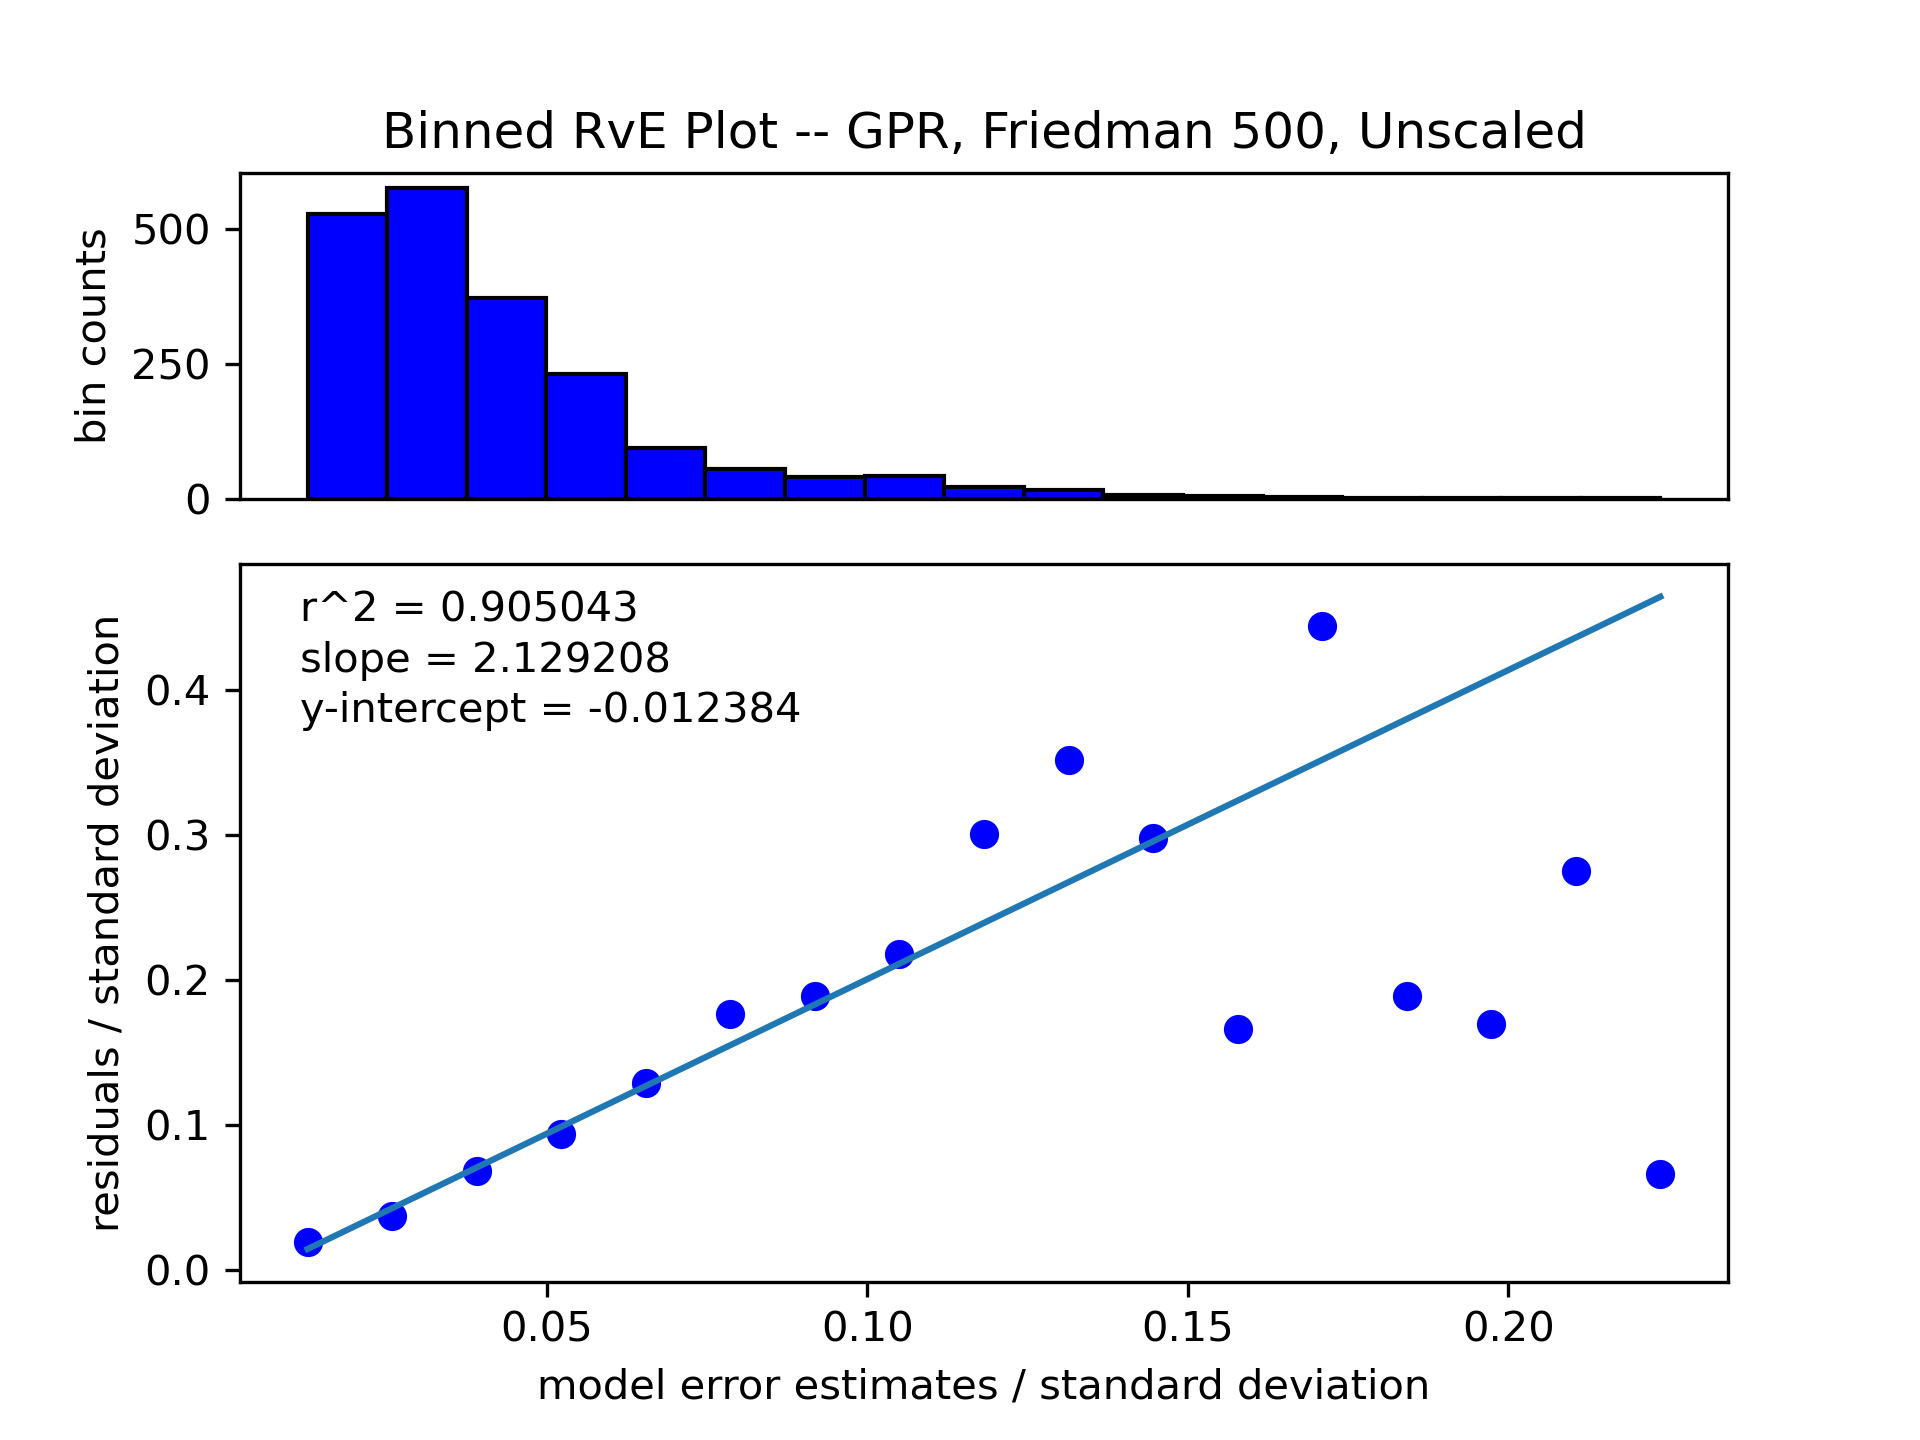 Binned RvE Plot -- GPR, Friedman 500, Unscaled
bin counts
500
250
0
r^2 = 0.905043
slope = 2.129208
y-intercept = -0.012384
residuals / standard deviation
0.4
0.3
0.2
0.1
0.0
0.05 0.10 0.15 0.20
model error estimates / standard deviation